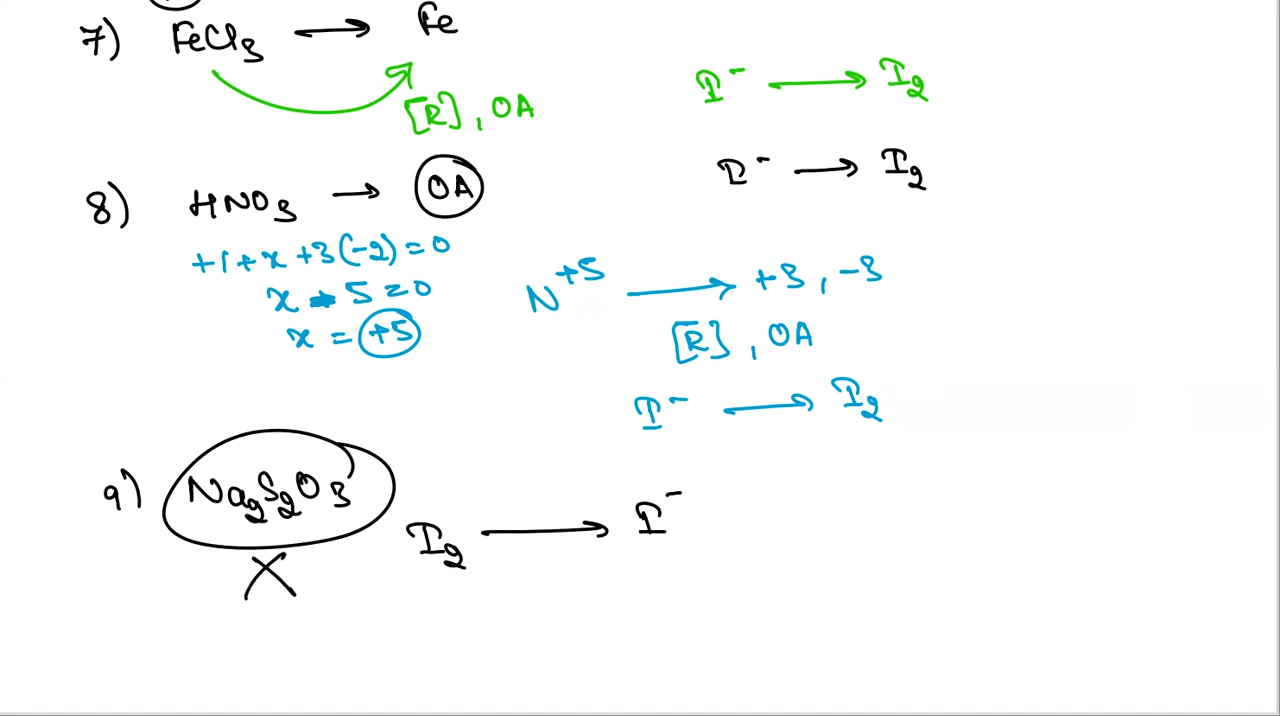 7) FeCl3 ⟶ Fe
[R], OA
I⁻ ⟶ I2
I⁻ ⟶ I2
8) HNO3 → OA
+1+x+3(-2)=0
x - 5 = 0
x = +5
N⁺⁵ ⟶ +3, -3
[R], OA
I⁻ ⟶ I2
9) Na2S2O3
X
I2 ⟶ I⁻